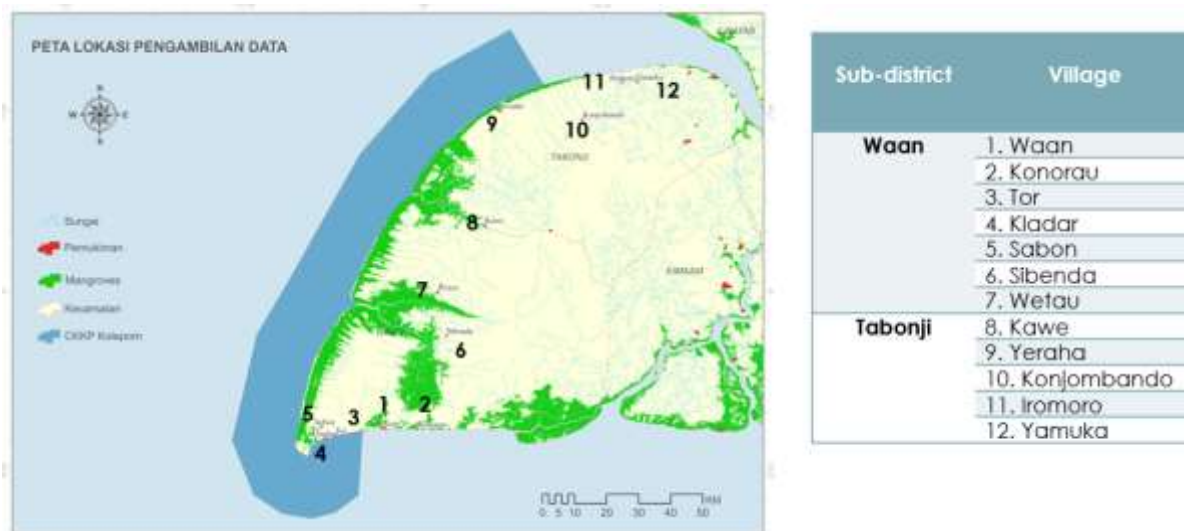 PETA LOKASI PENGAMBILAN DATA
N
W E
S
Sungai
Pemukiman
Mangroves
Kecamatan
CKKP Kolepom
TABONJI
KIMAAM
11
12
9
10
8
7
6
5
3
1
2
4
KM
0 5 10 20 30 40 50
Sub-district Village
Waan 1. Waan
2. Konorau
3. Tor
4. Kladar
5. Sabon
6. Sibenda
7. Wetau
Tabonji 8. Kawe
9. Yeraha
10. Konjombando
11. Iromoro
12. Yamuka